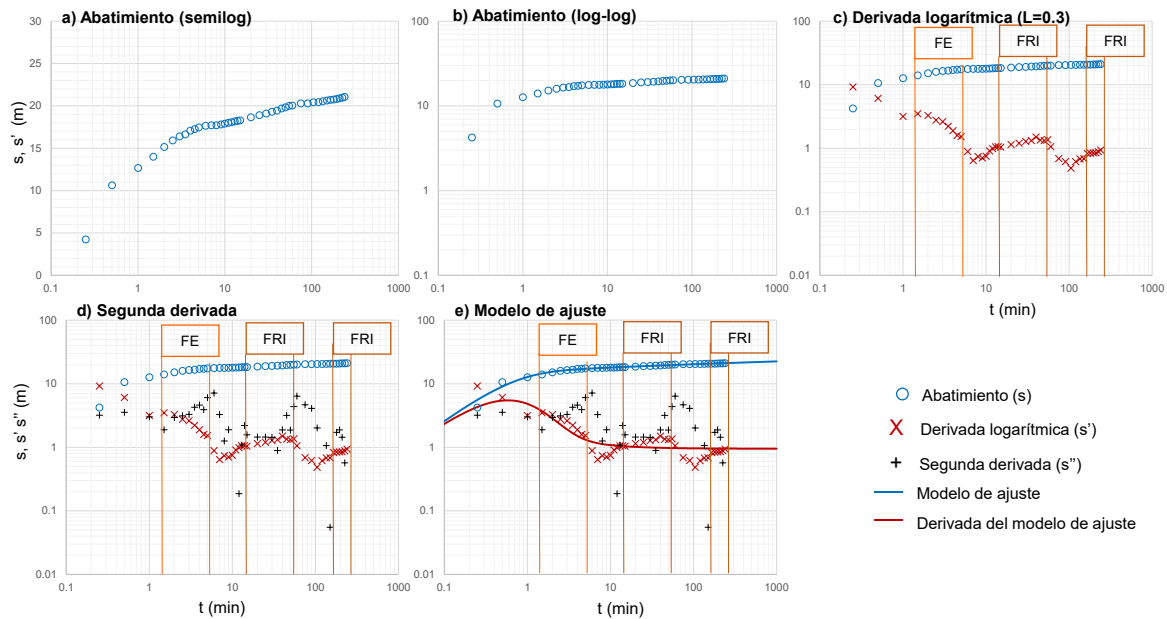 a) Abatimiento (semilog)
30
25
20
15
10
5
0
0.1
1
10
100
1000
s, s' (m)
b) Abatimiento (log-log)
100
10
1
0.1
0.1
1
10
100
1000
c) Derivada logarítmica (L=0.3)
FE
FRI
FRI
100
10
1
0.1
0.01
0.1
1
10
100
1000
t (min)
d) Segunda derivada
FE
FRI
FRI
100
10
1
0.1
0.01
0.1
1
10
100
1000
s, s' s'' (m)
t (min)
e) Modelo de ajuste
FE
FRI
FRI
100
10
1
0.1
0.01
0.1
1
10
100
1000
t (min)
Abatimiento (s)
Derivada logarítmica (s')
Segunda derivada (s'')
Modelo de ajuste
Derivada del modelo de ajuste